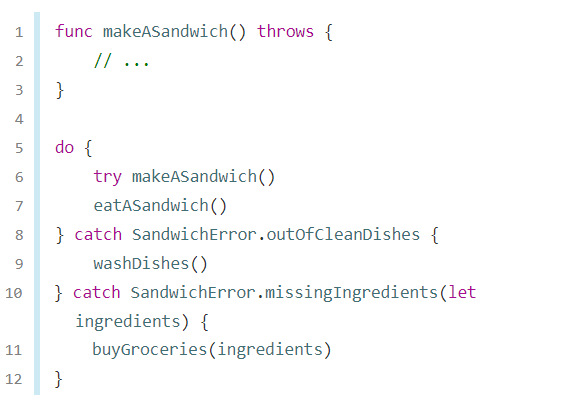 1 func makeASandwich() throws {
2 // ...
3 }
4
5 do {
6 try makeASandwich()
7 eatASandwich()
8 } catch SandwichError.outOfCleanDishes {
9 washDishes()
10 } catch SandwichError.missingIngredients(let
ingredients) {
11 buyGroceries(ingredients)
12 }